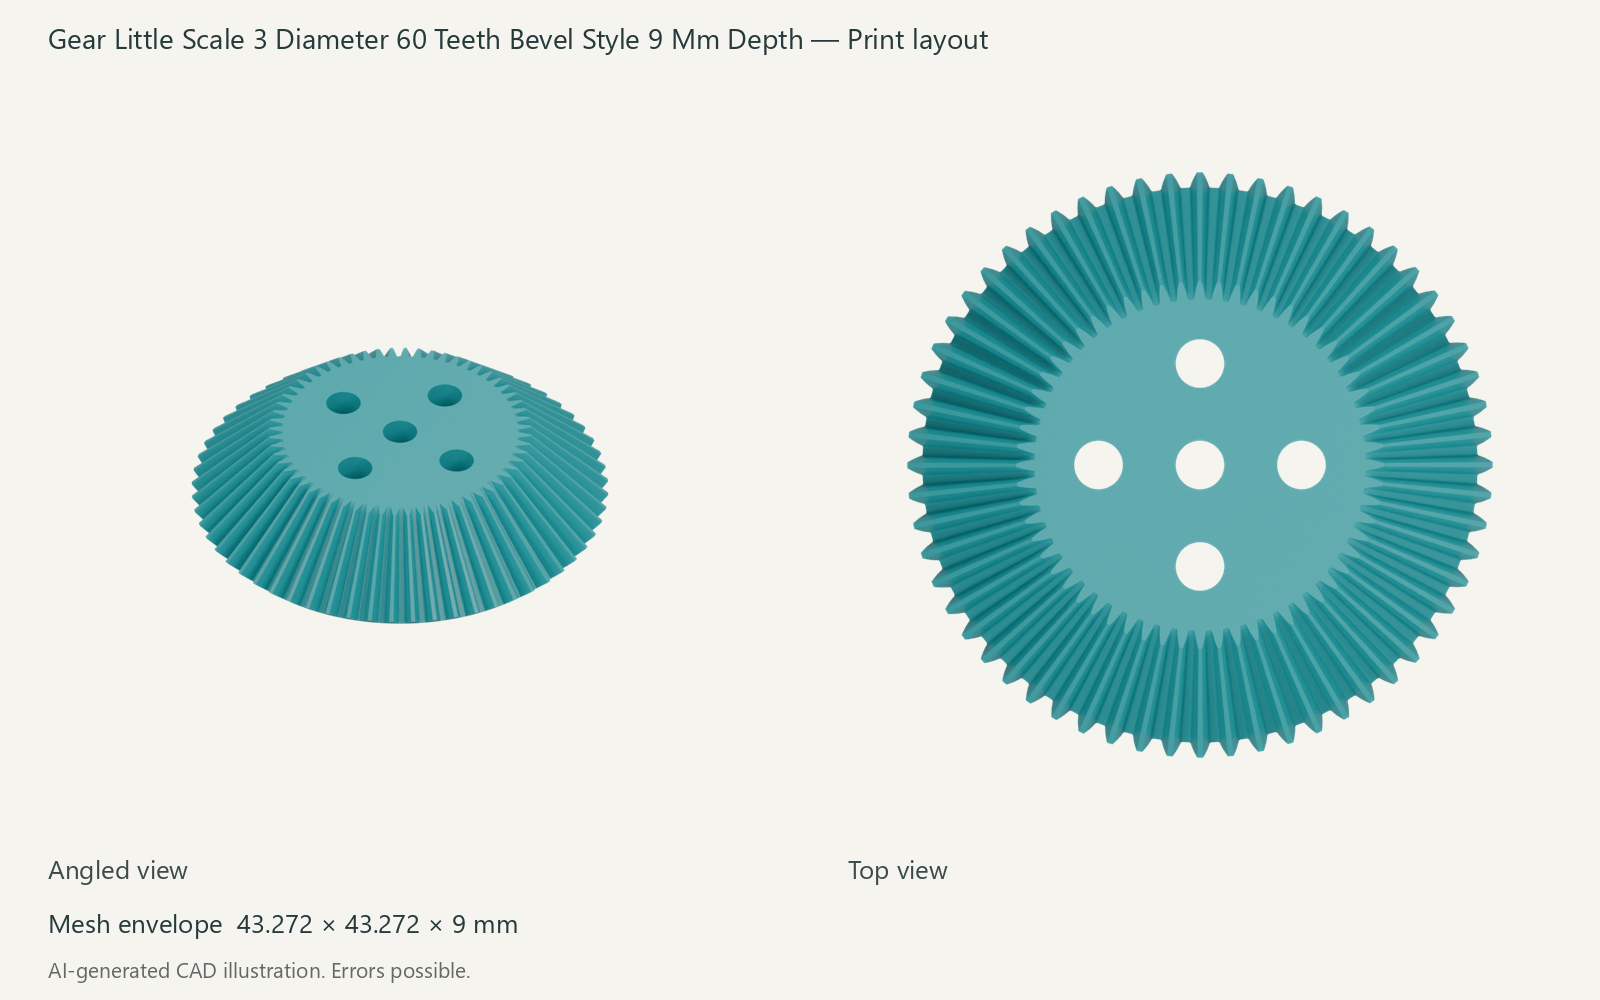 Gear Little Scale 3 Diameter 60 Teeth Bevel Style 9 Mm Depth — Print layout
Angled view
Top view
Mesh envelope 43.272 × 43.272 × 9 mm
AI-generated CAD illustration. Errors possible.